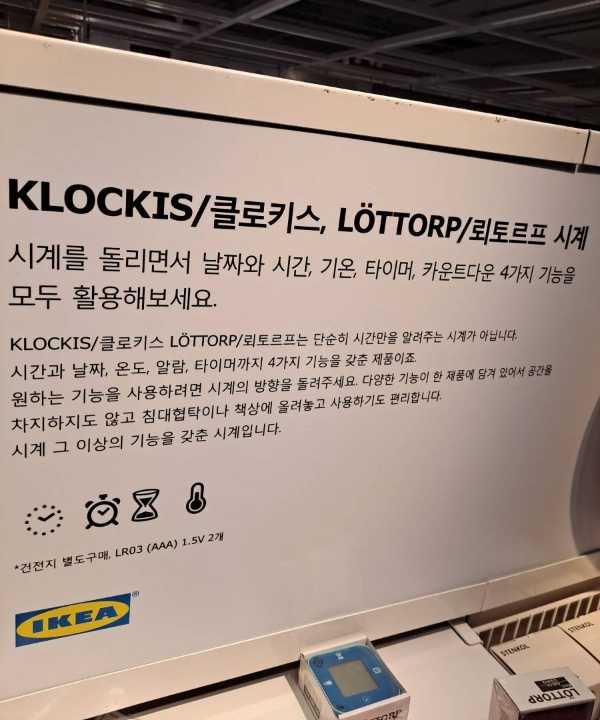 KLOCKIS/클로키스, LÖTTORP/뢰토르프 시계
시계를 돌리면서 날짜와 시간, 기온, 타이머, 카운트다운 4가지 기능을
모두 활용해보세요.
KLOCKIS/클로키스 LÖTTORP/뢰토르프는 단순히 시간만을 알려주는 시계가 아닙니다.
시간과 날짜, 온도, 알람, 타이머까지 4가지 기능을 갖춘 제품이죠.
원하는 기능을 사용하려면 시계의 방향을 돌려주세요. 다양한 기능이 한 제품에 담겨 있어서 공간을
차지하지도 않고 침대협탁이나 책상에 올려놓고 사용하기도 편리합니다.
시계 그 이상의 기능을 갖춘 시계입니다.
*건전지 별도구매, LR03 (AAA) 1.5V 2개
IKEA®
STENKOL
STENKOL
LÖTTORP
LÖTTORP